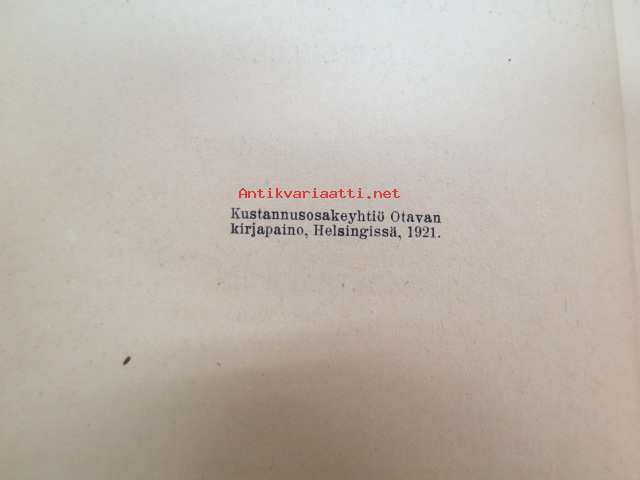 Antikvariaatti.net
Kustannusosakeyhtiö Otavan
kirjapaino, Helsingissä, 1921.